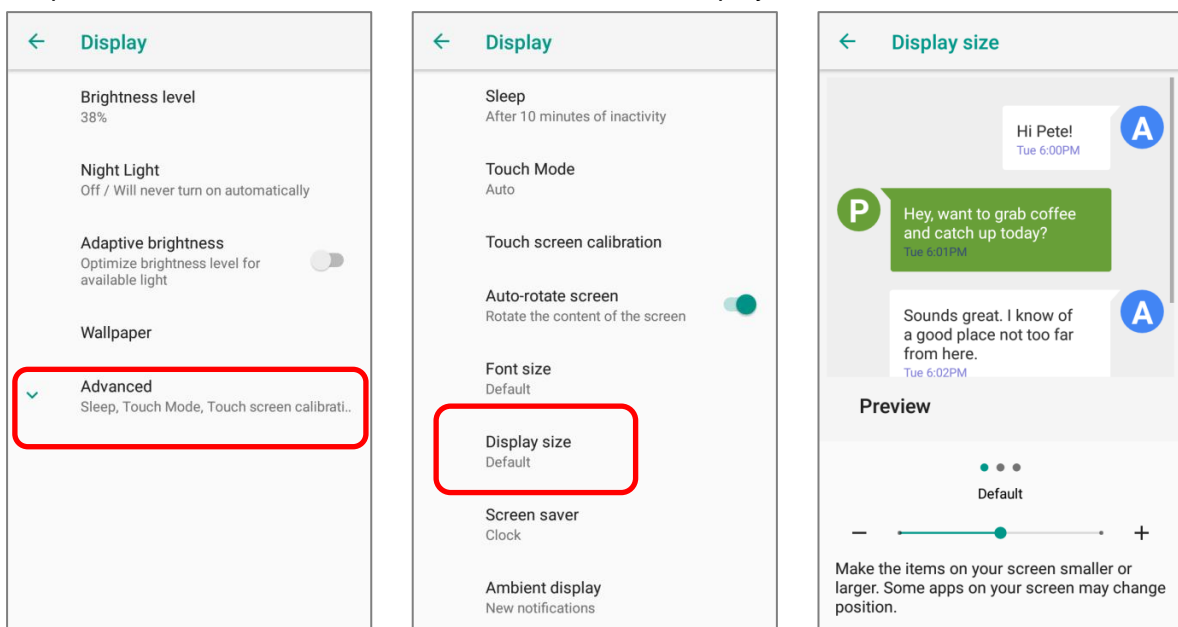 Display
Brightness level
38%
Night Light
Off / Will never turn on automatically
Adaptive brightness
Optimize brightness level for
available light
Wallpaper
Advanced
Sleep, Touch Mode, Touch screen calibrati..
Display
Sleep
After 10 minutes of inactivity
Touch Mode
Auto
Touch screen calibration
Auto-rotate screen
Rotate the content of the screen
Font size
Default
Display size
Default
Screen saver
Clock
Ambient display
New notifications
Display size
Hi Pete!
Tue 6:00PM
A
P
Hey, want to grab coffee
and catch up today?
Tue 6:01PM
Sounds great. I know of
a good place not too far
from here.
Tue 6:02PM
A
Preview
Default
Make the items on your screen smaller or
larger. Some apps on your screen may change
position.